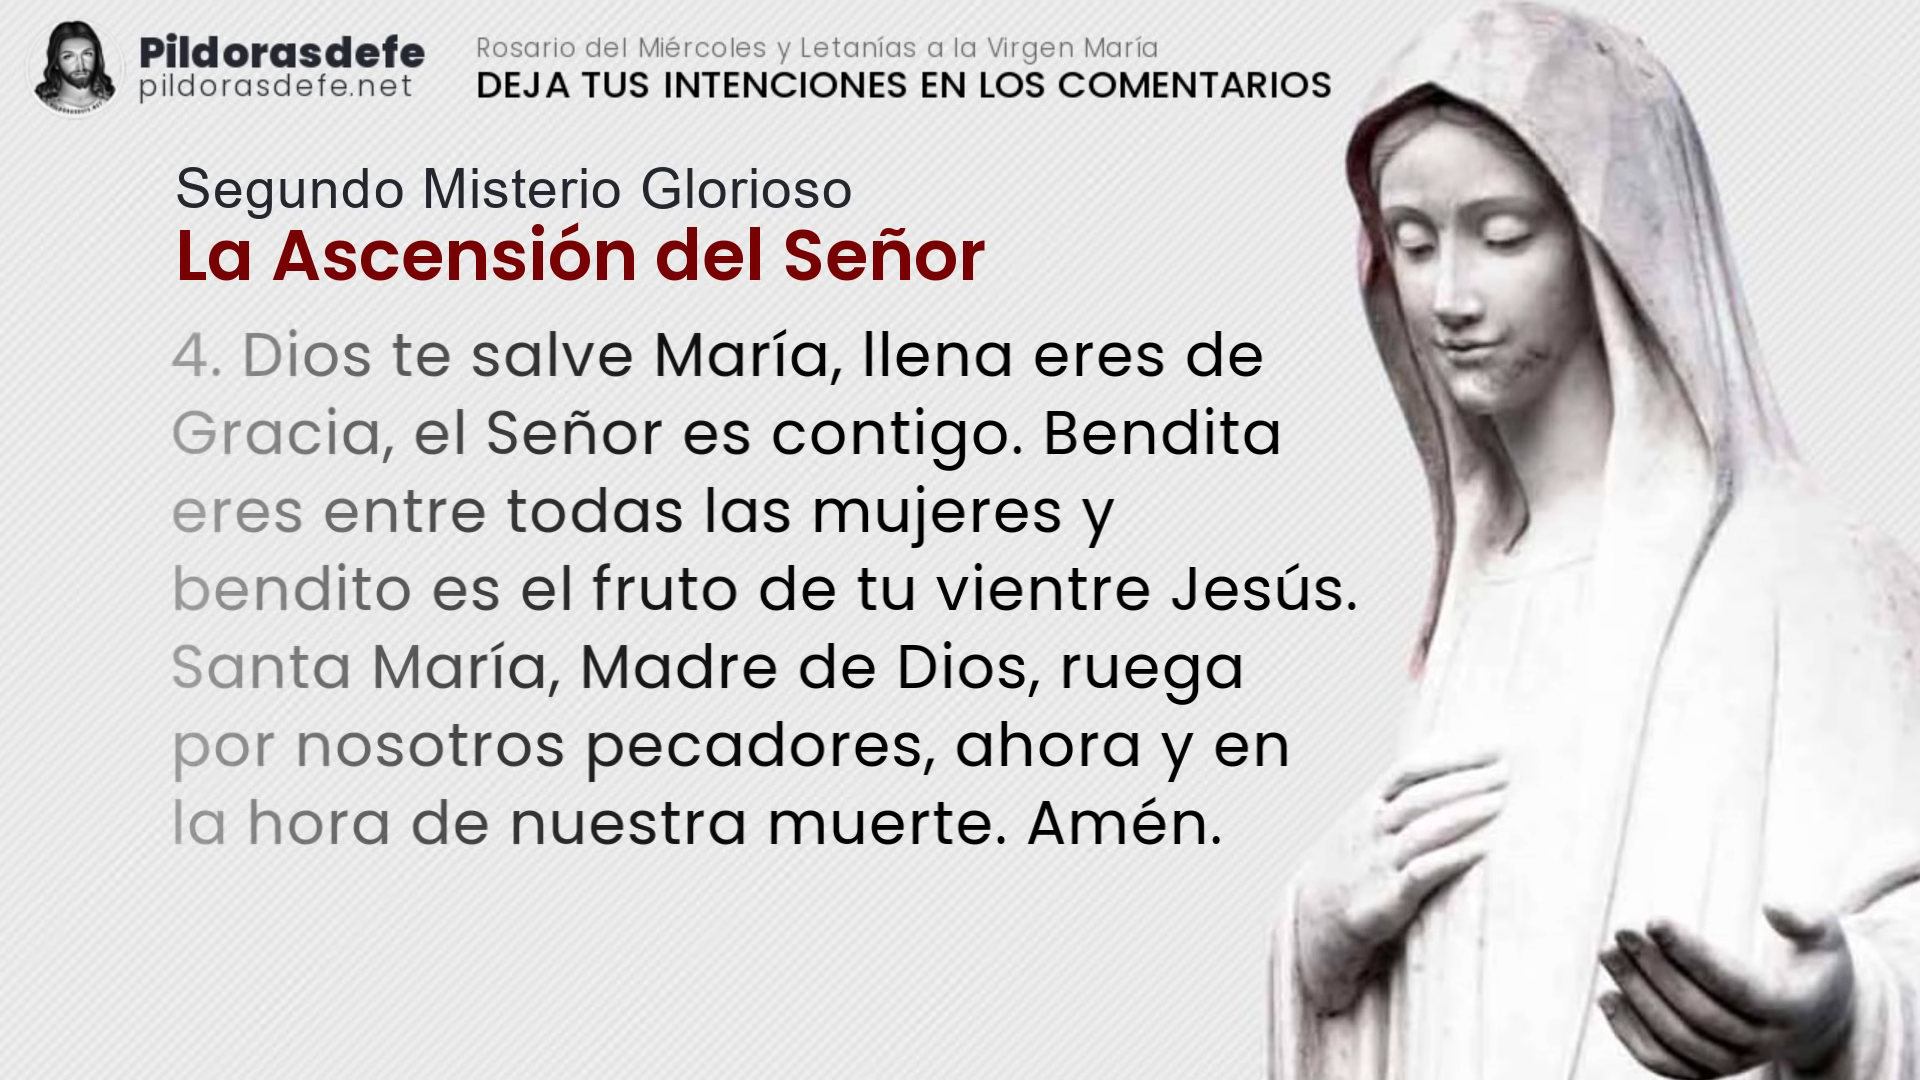 Pildorasdefe
pildorasdefe.net
Rosario del Miércoles y Letanías a la Virgen María
DEJA TUS INTENCIONES EN LOS COMENTARIOS
Segundo Misterio Glorioso
La Ascensión del Señor
4. Dios te salve María, llena eres de
Gracia, el Señor es contigo. Bendita
eres entre todas las mujeres y
bendito es el fruto de tu vientre Jesús.
Santa María, Madre de Dios, ruega
por nosotros pecadores, ahora y en
la hora de nuestra muerte. Amén.